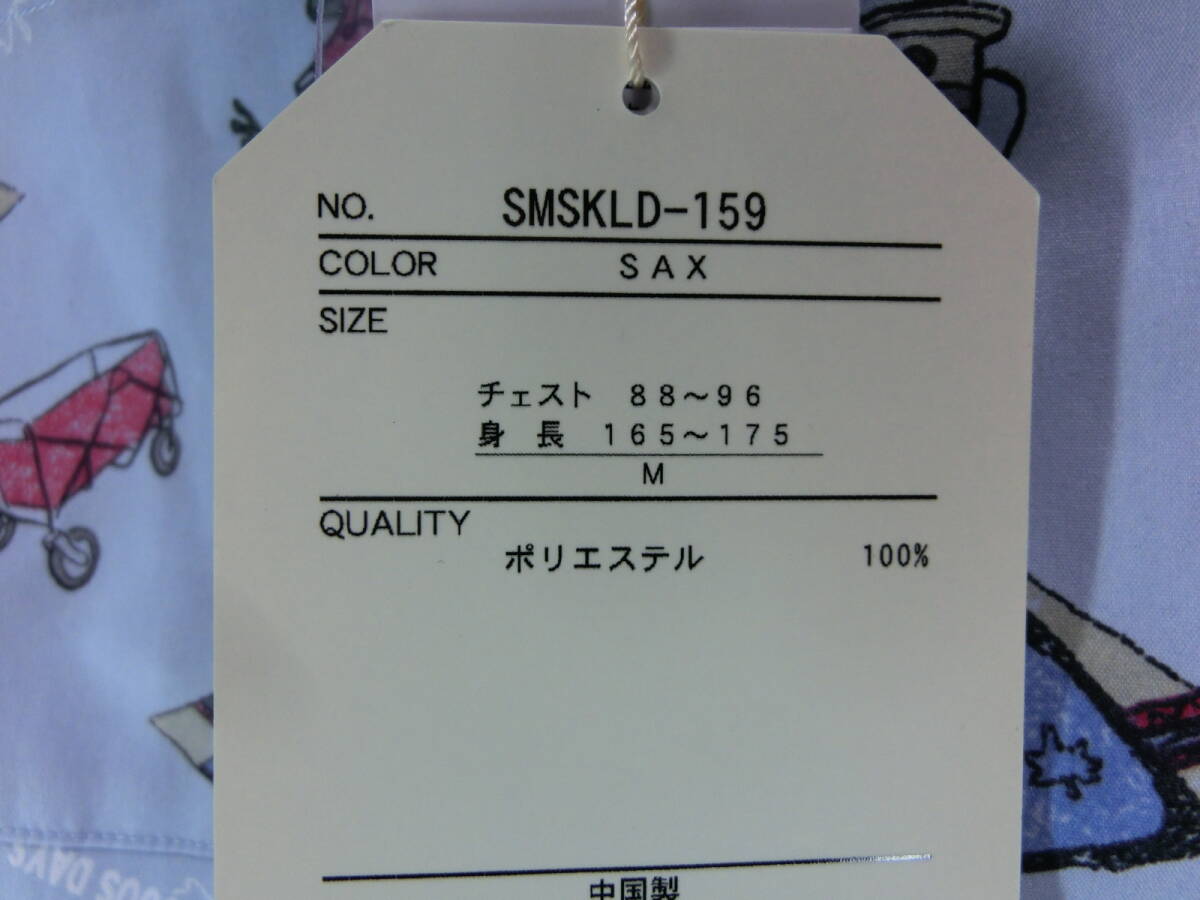 NO. SMSKLD-159
COLOR SAX
SIZE
チェスト 88～96
身長 165～175
M
QUALITY
ポリエステル 100%
中国製
DAYS